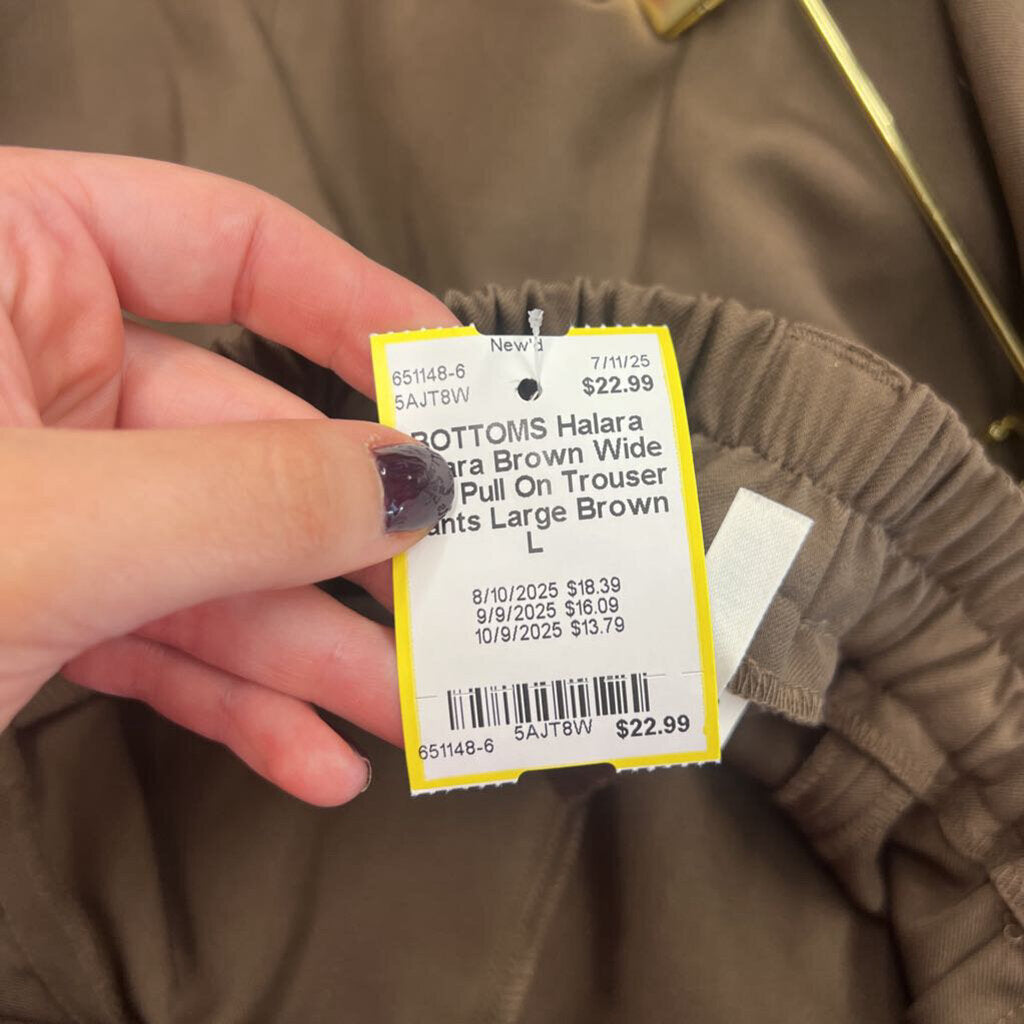 New'd
651148-6
7/11/25
5AJT8W
$22.99
BOTTOMS Halara
Brown Wide
Pull On Trouser
Large Brown
L
8/10/2025 $18.39
9/9/2025 $16.09
10/9/2025 $13.79
651148-6 5AJT8W $22.99